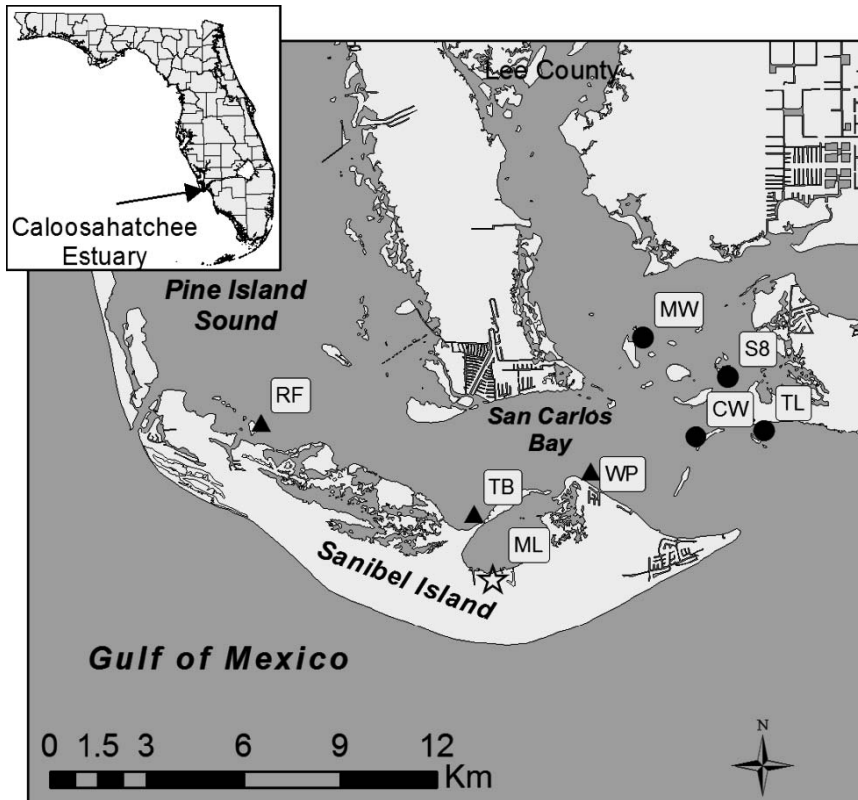 Caloosahatchee
Estuary
Lee County
Pine Island
Sound
MW
S8
RF
San Carlos
Bay
CW
TL
TB
WP
ML
Sanibel Island
Gulf of Mexico
N
0 1.5 3 6 9 12
Km